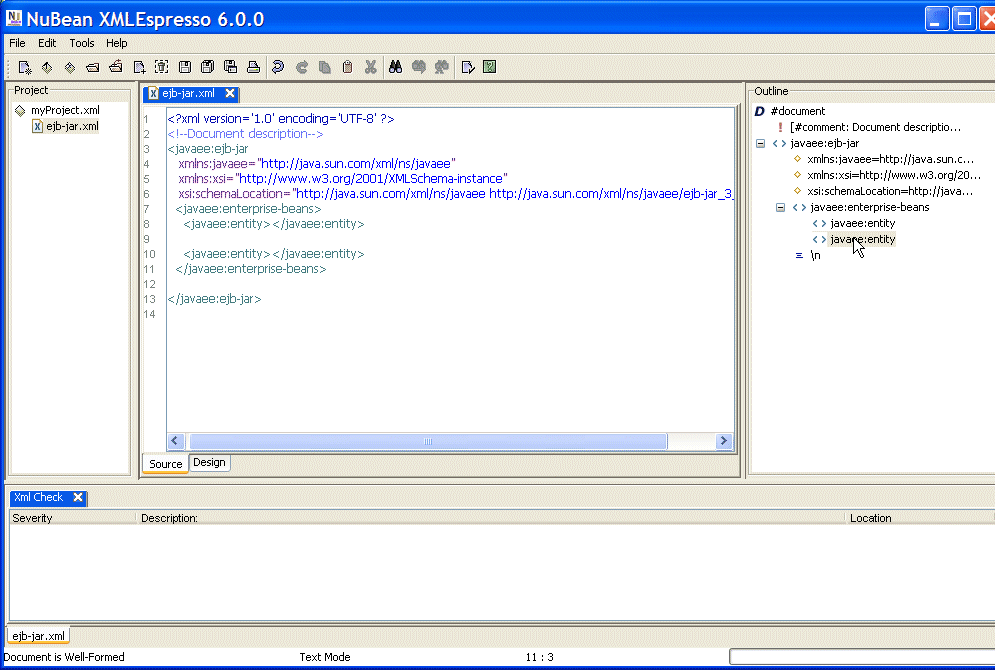 NuBean XMLEspresso 6.0.0
File Edit Tools Help
Project
myProject.xml
ejb-jar.xml
ejb-jar.xml
1 <?xml version='1.0' encoding='UTF-8' ?>
2 <!--Document description-->
3 <javaee:ejb-jar
4 xmlns:javaee="http://java.sun.com/xml/ns/javaee"
5 xmlns:xsi="http://www.w3.org/2001/XMLSchema-instance"
6 xsi:schemaLocation="http://java.sun.com/xml/ns/javaee http://java.sun.com/xml/ns/javaee/ejb-jar_3_
7 <javaee:enterprise-beans>
8 <javaee:entity></javaee:entity>
9
10 <javaee:entity></javaee:entity>
11 </javaee:enterprise-beans>
12
13 </javaee:ejb-jar>
14
Source Design
Outline
D #document
! [#comment: Document descriptio...
<> javaee:ejb-jar
xmlns:javaee=http://java.sun.c...
xmlns:xsi=http://www.w3.org/20...
xsi:schemaLocation=http://java...
<> javaee:enterprise-beans
<> javaee:entity
<> javaee:entity
\n
Xml Check
Severity Description: Location
ejb-jar.xml
Document is Well-Formed Text Mode 11 : 3